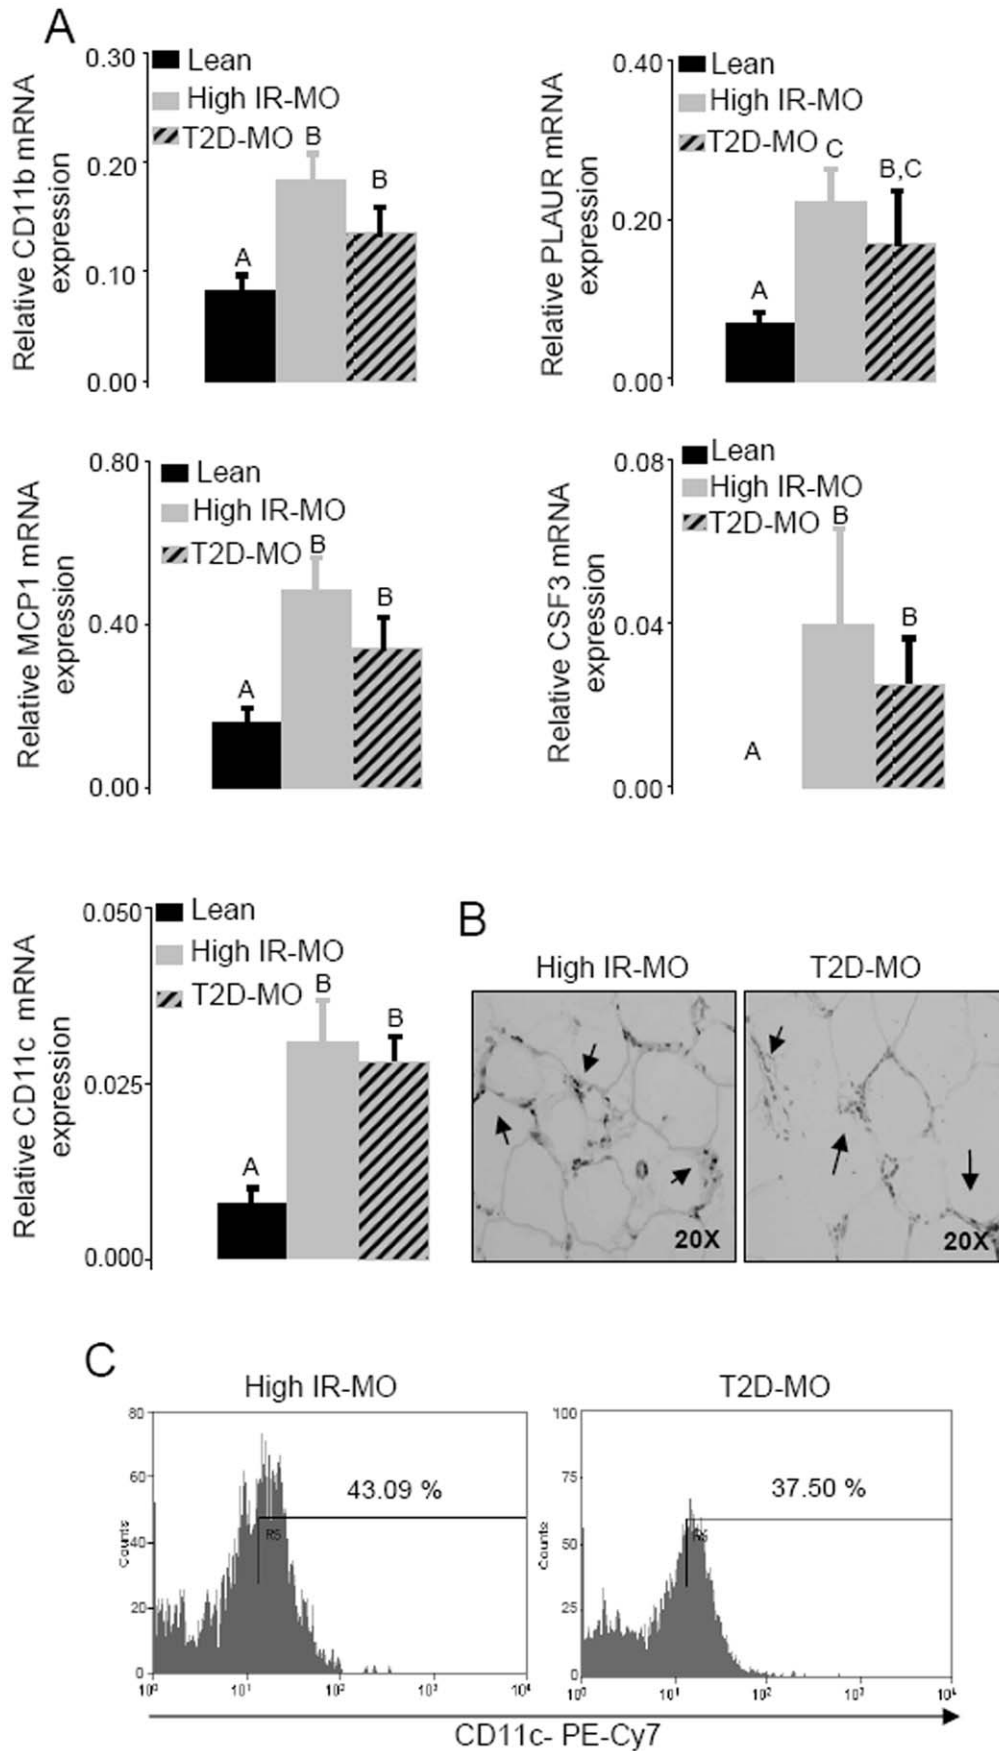 A
Relative CD11b mRNA
expression
0.30
0.20
0.10
0.00
Lean
High IR-MO
T2D-MO
A
B
B
Relative PLAUR mRNA
expression
0.40
0.20
0.00
Lean
High IR-MO
T2D-MO
A
C
B,C
Relative MCP1 mRNA
expression
0.80
0.40
0.00
Lean
High IR-MO
T2D-MO
A
B
B
Relative CSF3 mRNA
expression
0.08
0.04
0.00
Lean
High IR-MO
T2D-MO
A
B
B
Relative CD11c mRNA
expression
0.050
0.025
0.000
Lean
High IR-MO
T2D-MO
A
B
B
B
High IR-MO
T2D-MO
20X
20X
C
High IR-MO
T2D-MO
Counts
80
60
40
20
0
43.09 %
R5
10⁰ 10¹ 10² 10³ 10⁴
Counts
100
75
50
25
0
37.50 %
10⁰ 10¹ 10² 10³ 10⁴
CD11c- PE-Cy7